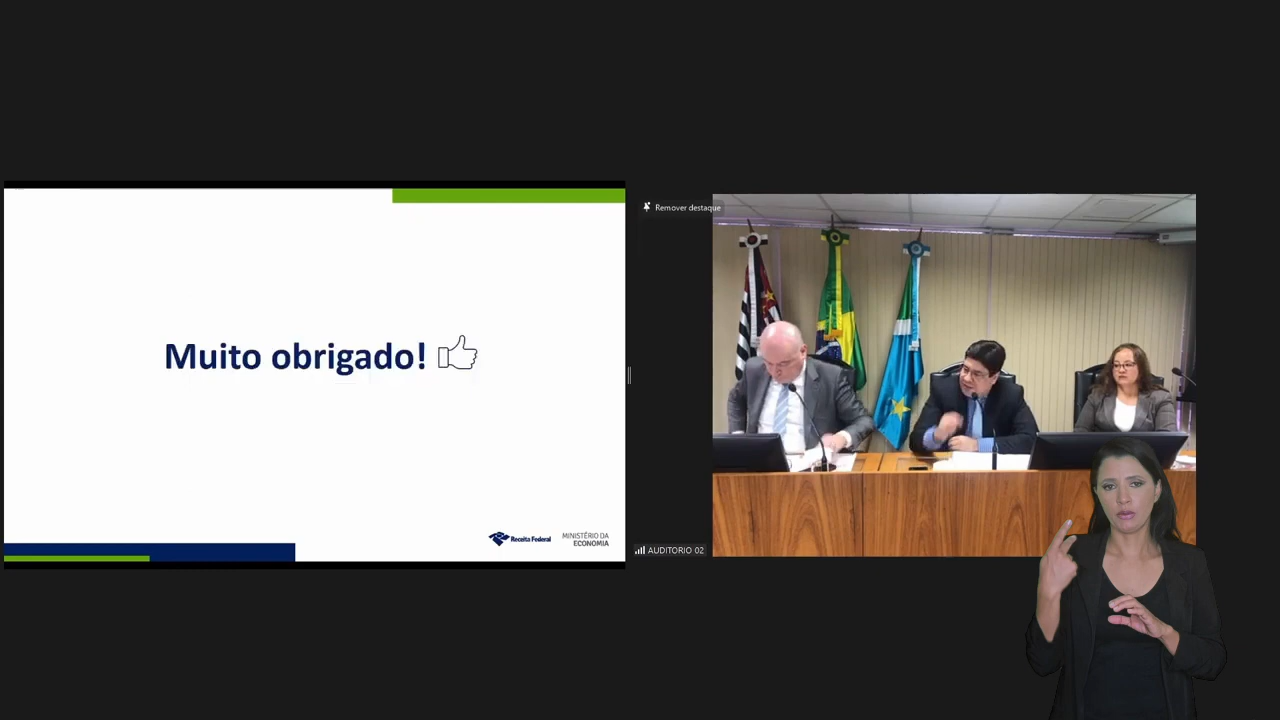 Muito obrigado!
Receita Federal
MINISTÉRIO DA
ECONOMIA
Remover destaque
AUDITORIO 02